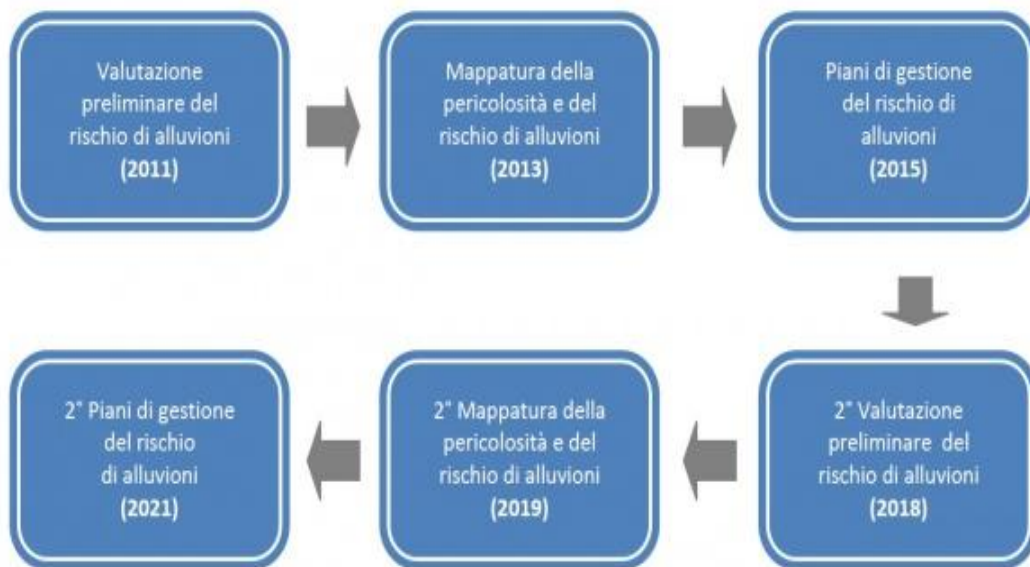 Valutazione
preliminare del
rischio di alluvioni
(2011)
Mappatura della
pericolosità e del
rischio di alluvioni
(2013)
Piani di gestione
del rischio di
alluvioni
(2015)
2° Valutazione
preliminare del
rischio di alluvioni
(2018)
2° Mappatura della
pericolosità e del
rischio di alluvioni
(2019)
2° Piani di gestione
del rischio
di alluvioni
(2021)